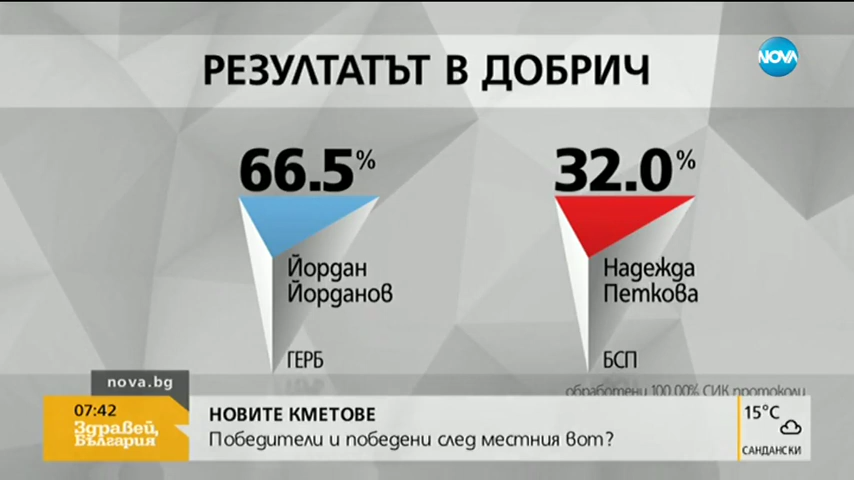 РЕЗУЛТАТЪТ В ДОБРИЧ
NOVA
66.5%
32.0%
Йордан
Йорданов
Надежда
Петкова
ГЕРБ
БСП
обработени 100.00% СИК протоколи
nova.bg
07:42
Здравей,
България
НОВИТЕ КМЕТОВЕ
Победители и победени след местния вот?
15°C
САНДАНСКИ